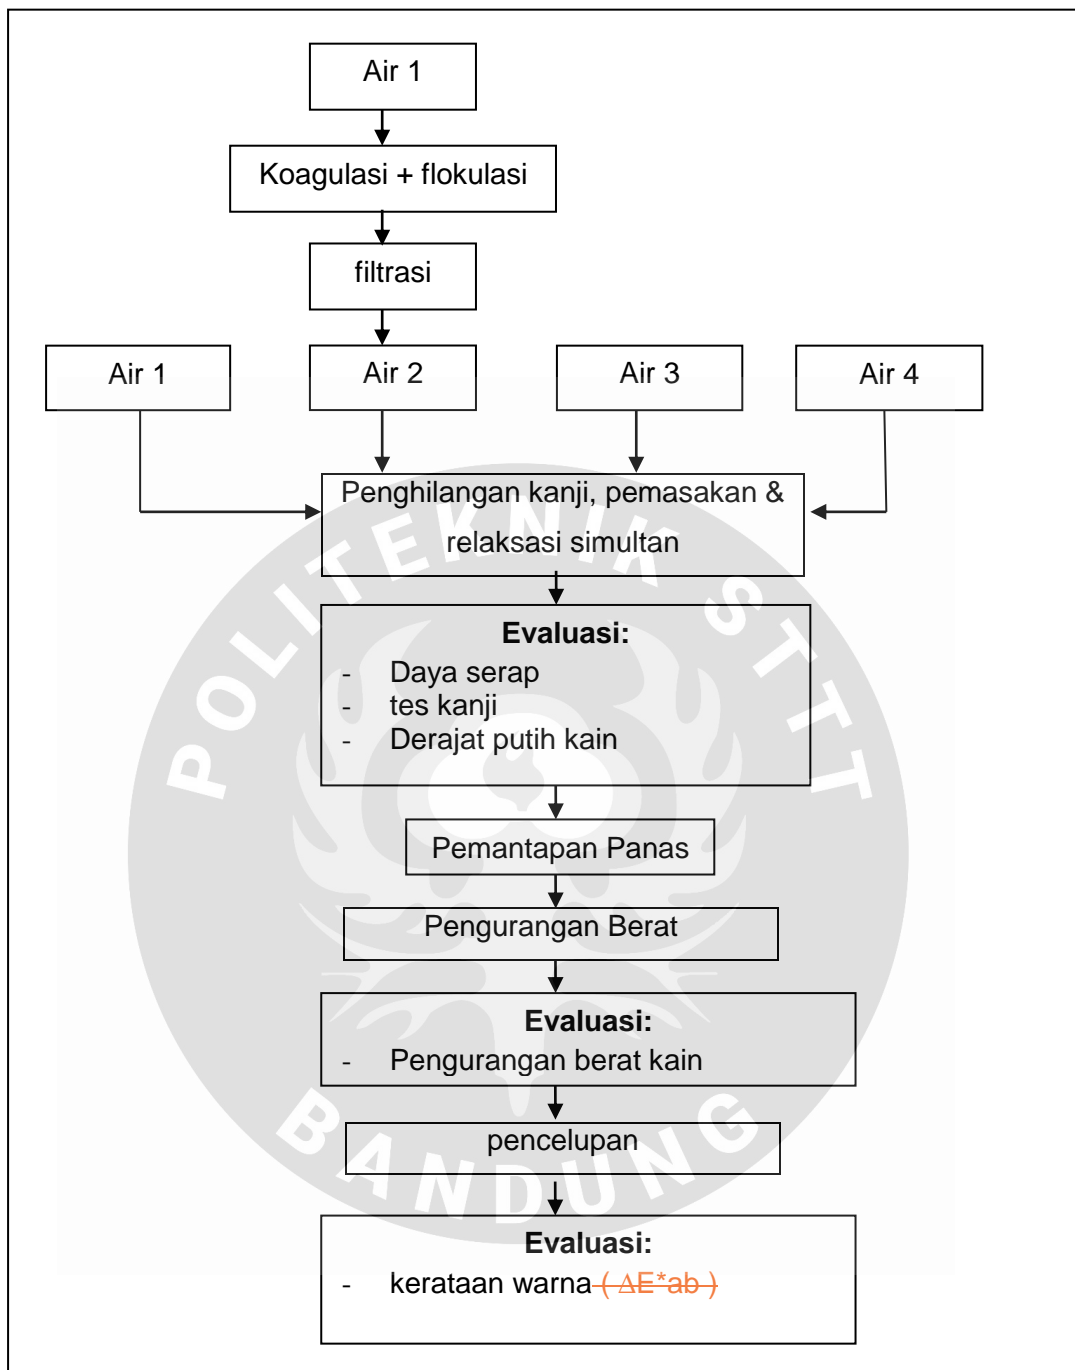 Air 1
Koagulasi + flokulasi
filtrasi
Air 1
Air 2
Air 3
Air 4
Penghilangan kanji, pemasakan &
relaksasi simultan
Evaluasi:
- Daya serap
- tes kanji
- Derajat putih kain
Pemantapan Panas
Pengurangan Berat
Evaluasi:
- Pengurangan berat kain
pencelupan
Evaluasi:
- kerataan warna ( ΔE*ab )
POLITEKNIK STTT
BANDUNG